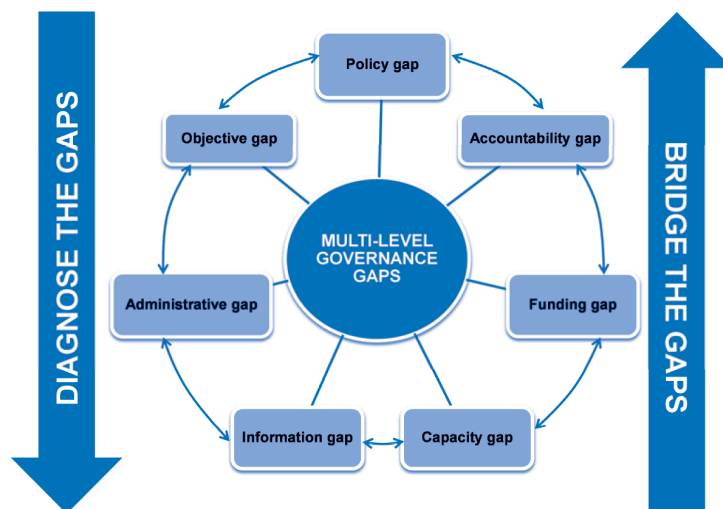 DIAGNOSE THE GAPS
Policy gap
Objective gap
Accountability gap
MULTI-LEVEL
GOVERNANCE
GAPS
Administrative gap
Funding gap
Information gap
Capacity gap
BRIDGE THE GAPS